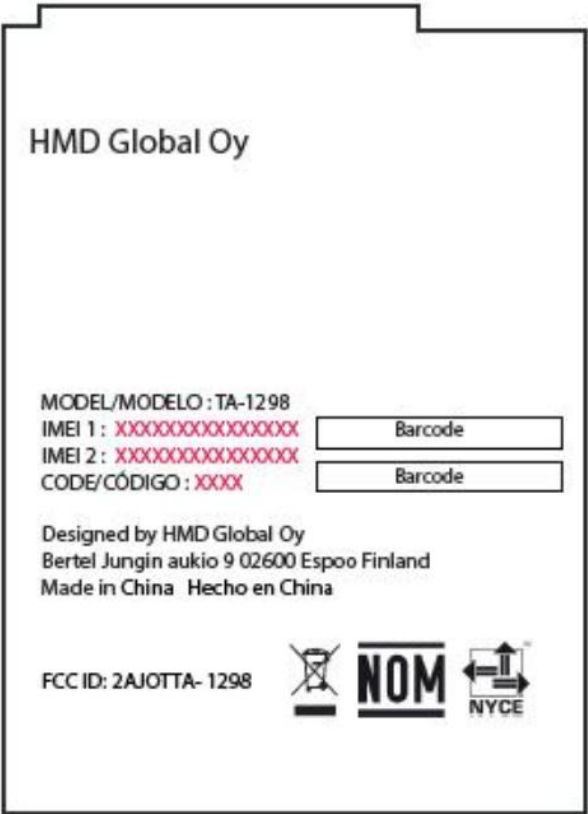 HMD Global Oy
MODEL/MODELO : TA-1298
IMEI 1 : XXXXXXXXXXXXXXX
Barcode
IMEI 2 : XXXXXXXXXXXXXXX
Barcode
CODE/CÓDIGO : XXXX
Designed by HMD Global Oy
Bertel Jungin aukio 9 02600 Espoo Finland
Made in China Hecho en China
FCC ID: 2AJOTTA- 1298
NOM
NYCE